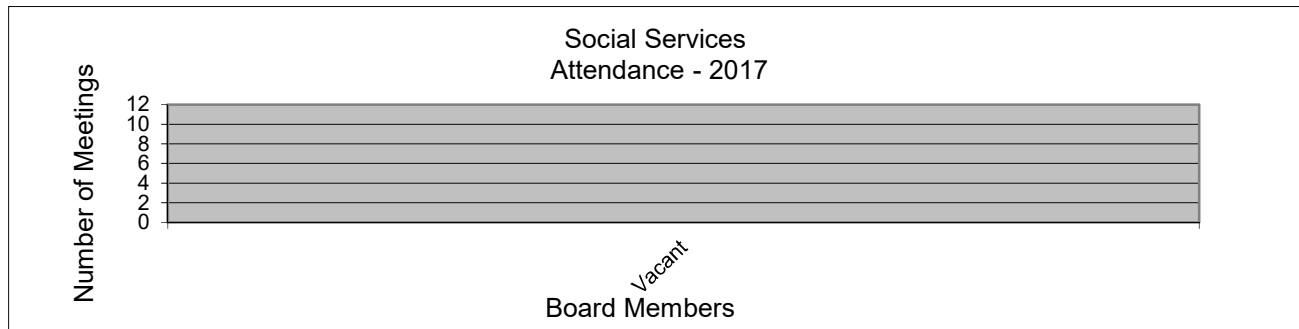 Social Services
Attendance - 2017
Number of Meetings
12
10
8
6
4
2
0
Vacant
Board Members